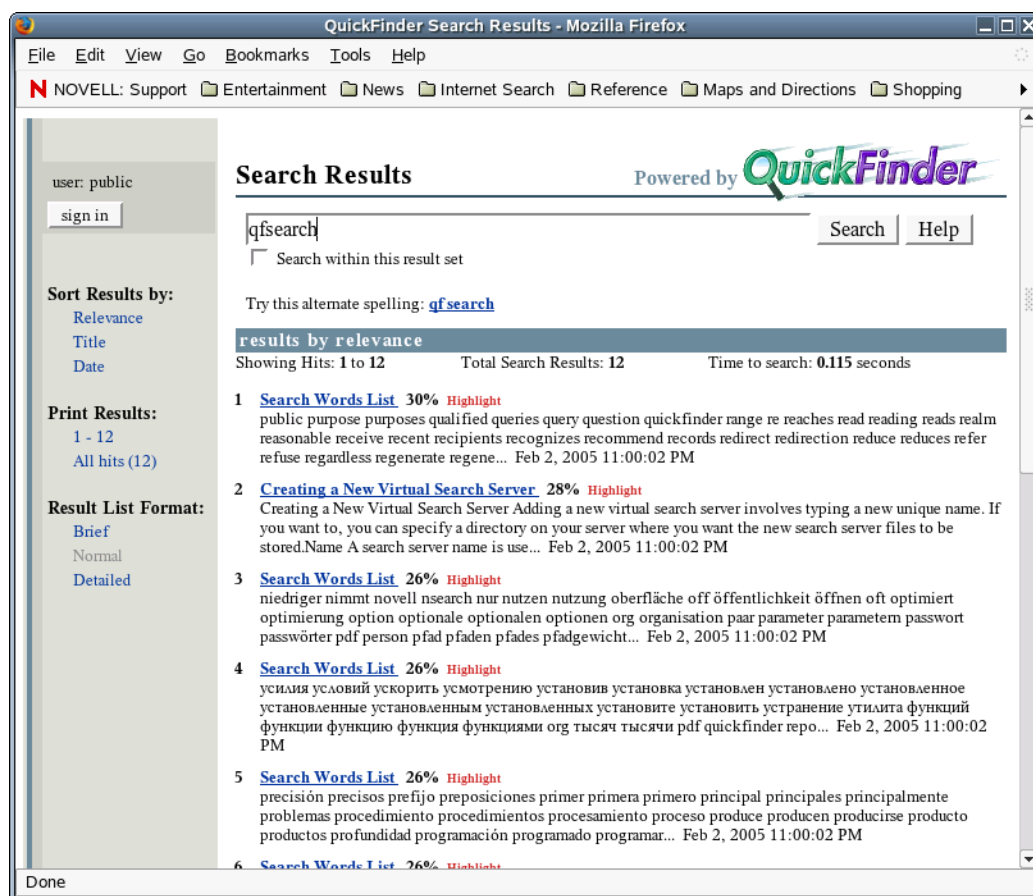 QuickFinder Search Results - Mozilla Firefox
File Edit View Go Bookmarks Tools Help
NOVELL: Support Entertainment News Internet Search Reference Maps and Directions Shopping
user: public
sign in
Sort Results by:
Relevance
Title
Date
Print Results:
1 - 12
All hits (12)
Result List Format:
Brief
Normal
Detailed
Search Results
Powered by QuickFinder
qfsearch Search Help
Search within this result set
Try this alternate spelling: qf search
results by relevance
Showing Hits: 1 to 12 Total Search Results: 12 Time to search: 0.115 seconds
1 Search Words List 30% Highlight
public purpose purposes qualified queries query question quickfinder range re reaches read reading reads realm
reasonable receive recent recipients recognizes recommend records redirect redirection reduce reduces refer
refuse regardless regenerate regene... Feb 2, 2005 11:00:02 PM
2 Creating a New Virtual Search Server 28% Highlight
Creating a New Virtual Search Server Adding a new virtual search server involves typing a new unique name. If
you want to, you can specify a directory on your server where you want the new search server files to be
stored.Name A search server name is use... Feb 2, 2005 11:00:02 PM
3 Search Words List 26% Highlight
niedriger nimmt novell nsearch nur nutzen nutzung oberfläche off öffentlichkeit öffnen oft optimiert
optimierung option optionale optionalen optionen org organisation paar parameter parametern passwort
passwörter pdf person pfad pfaden pfades pfadgewicht... Feb 2, 2005 11:00:02 PM
4 Search Words List 26% Highlight
усилия условий ускорить усмотрению установив установка установлен установлено установленное
установленные установленным установленных установите установить устранение утилита функций
функции функцию функция функциями org тысяч тысячи pdf quickfinder repo... Feb 2, 2005 11:00:02
PM
5 Search Words List 26% Highlight
precisión precisos prefijo preposiciones primer primera primero principal principales principalmente
problemas procedimiento procedimientos procesamiento proceso produce producen producirse producto
productos profundidad programación programado programar... Feb 2, 2005 11:00:02 PM
6 Search Words List 26% Highlight
Done